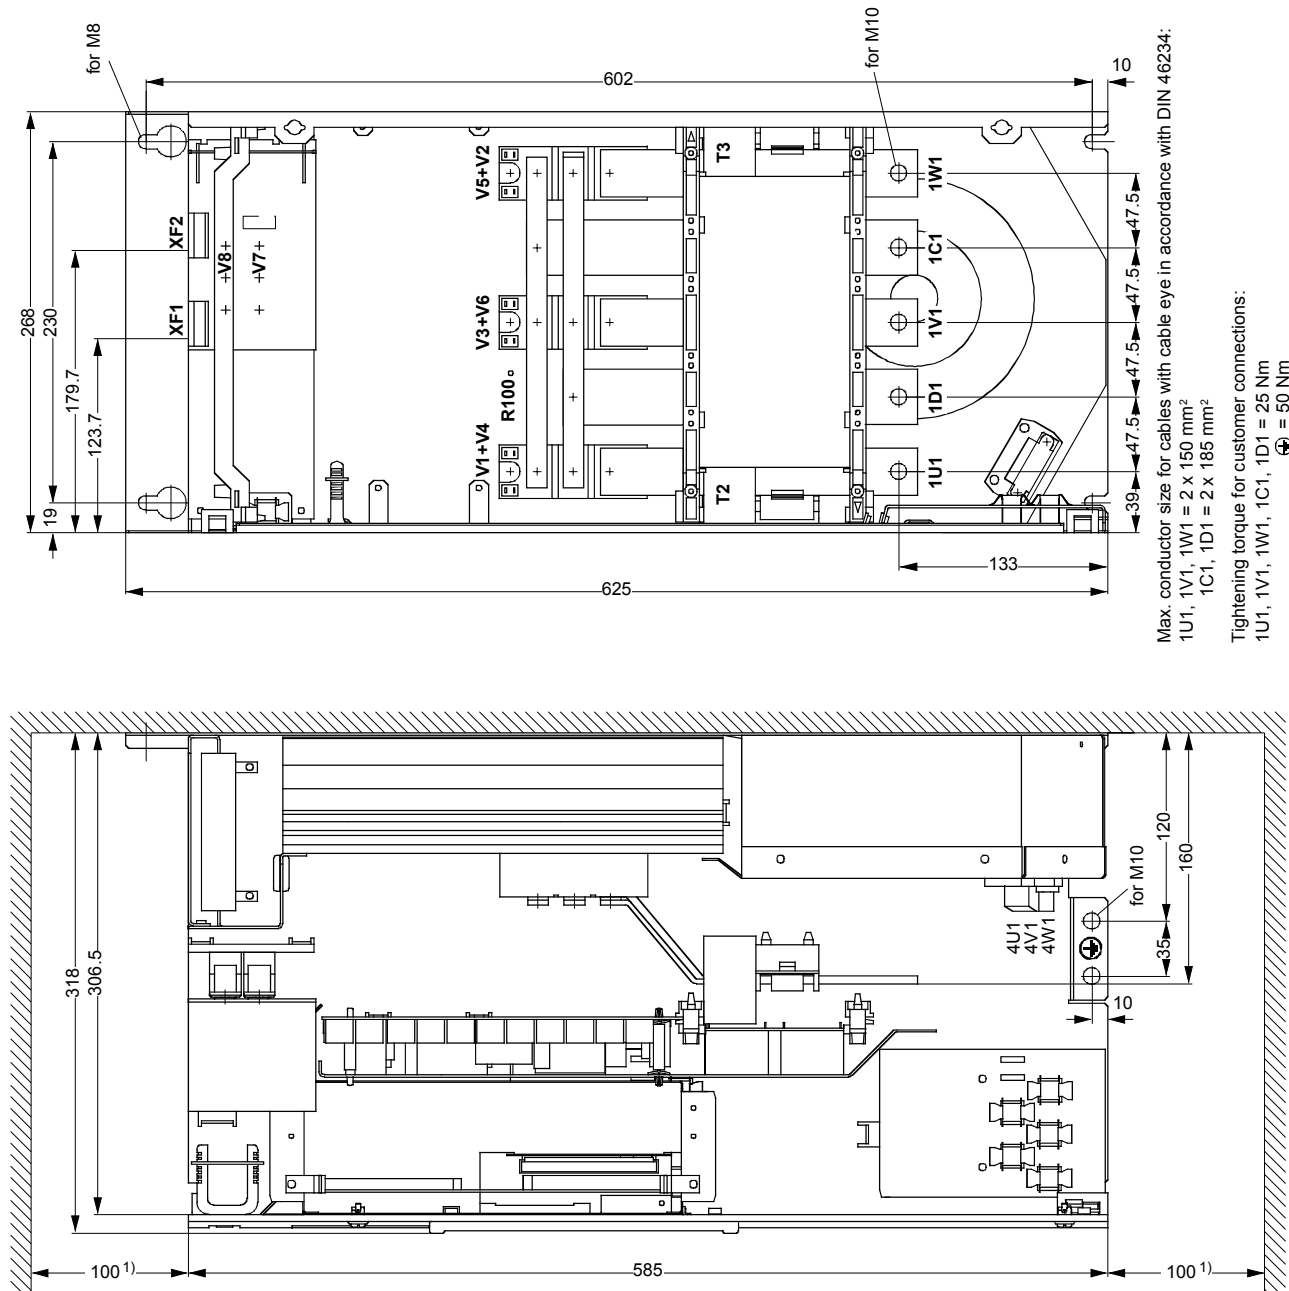 for M8
602
for M10
10
268
230
179.7
123.7
19
XF2
XF1
V8
V7
V5+V2
V3+V6
V1+V4
R100
T3
T2
1W1
1C1
1V1
1D1
1U1
47.5
47.5
47.5
47.5
39
133
625
Max. conductor size for cables with cable eye in accordance with DIN 46234:
1U1, 1V1, 1W1 = 2 x 150 mm²
1C1, 1D1 = 2 x 185 mm²
Tightening torque for customer connections:
1U1, 1V1, 1W1, 1C1, 1D1 = 25 Nm
= 50 Nm
318
306.5
120
160
for M10
4U1
4V1
4W1
35
10
100 1)
585
100 1)